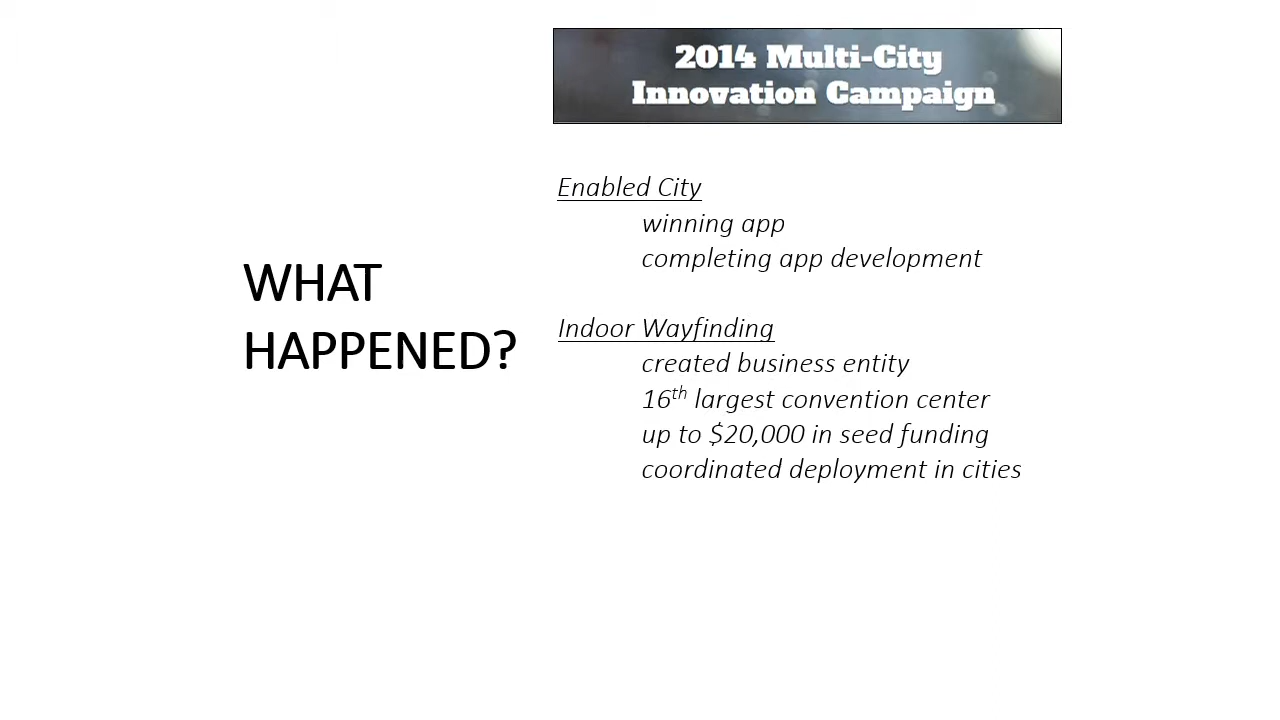 2014 Multi-City
Innovation Campaign
WHAT
HAPPENED?
Enabled City
winning app
completing app development
Indoor Wayfinding
created business entity
16th largest convention center
up to $20,000 in seed funding
coordinated deployment in cities